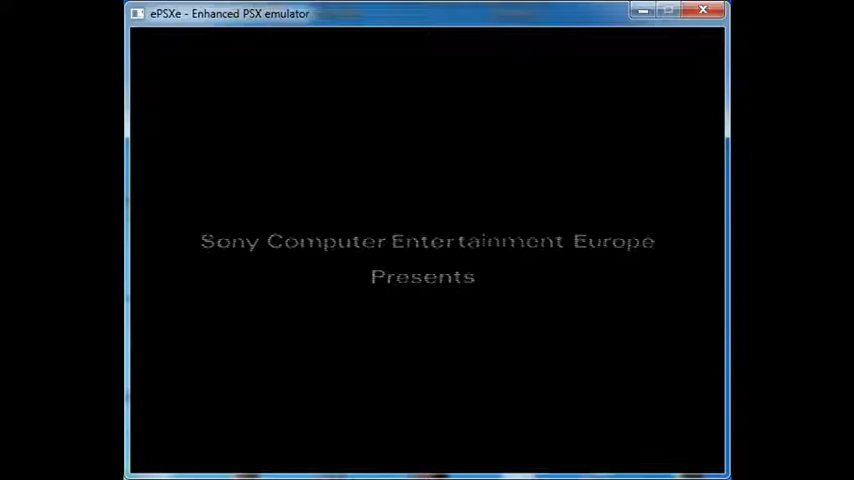 ePSXe - Enhanced PSX emulator
Sony Computer Entertainment Europe
Presents